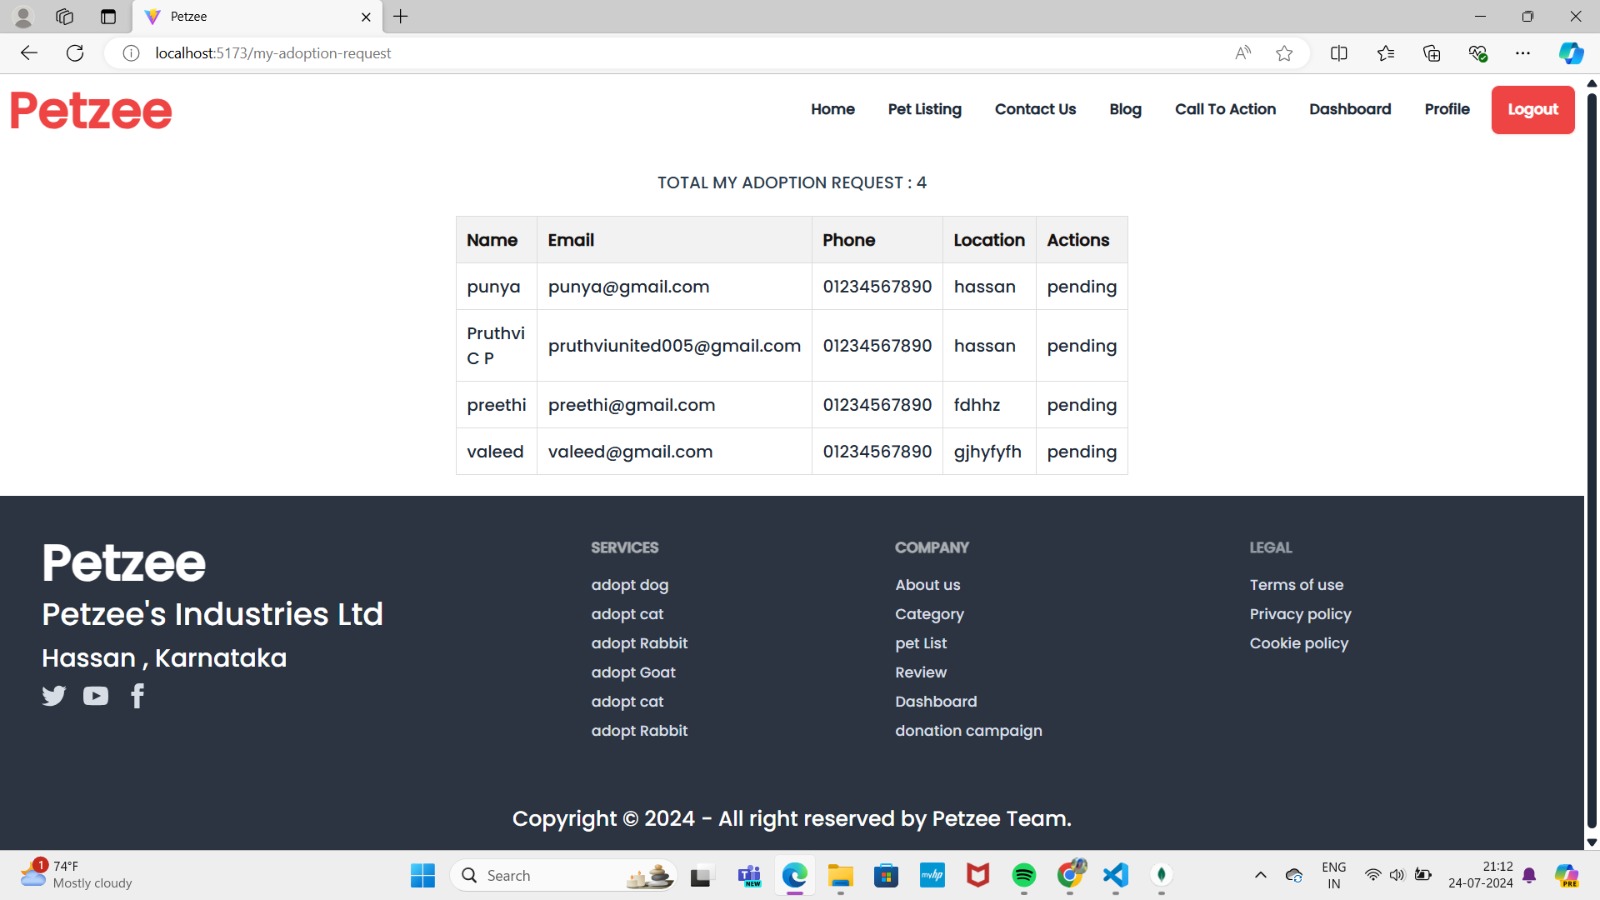 Petzee
localhost:5173/my-adoption-request
Petzee
Home Pet Listing Contact Us Blog Call To Action Dashboard Profile Logout
TOTAL MY ADOPTION REQUEST : 4
Name Email Phone Location Actions
punya punya@gmail.com 01234567890 hassan pending
Pruthvi
C P pruthviunited005@gmail.com 01234567890 hassan pending
preethi preethi@gmail.com 01234567890 fdhhz pending
valeed valeed@gmail.com 01234567890 gjhyfyfh pending
Petzee
Petzee's Industries Ltd
Hassan , Karnataka
SERVICES
adopt dog
adopt cat
adopt Rabbit
adopt Goat
adopt cat
adopt Rabbit
COMPANY
About us
Category
pet List
Review
Dashboard
donation campaign
LEGAL
Terms of use
Privacy policy
Cookie policy
Copyright © 2024 - All right reserved by Petzee Team.
1
74°F
Mostly cloudy
Search
NEW
myhp
ENG
IN
21:12
24-07-2024
PRE